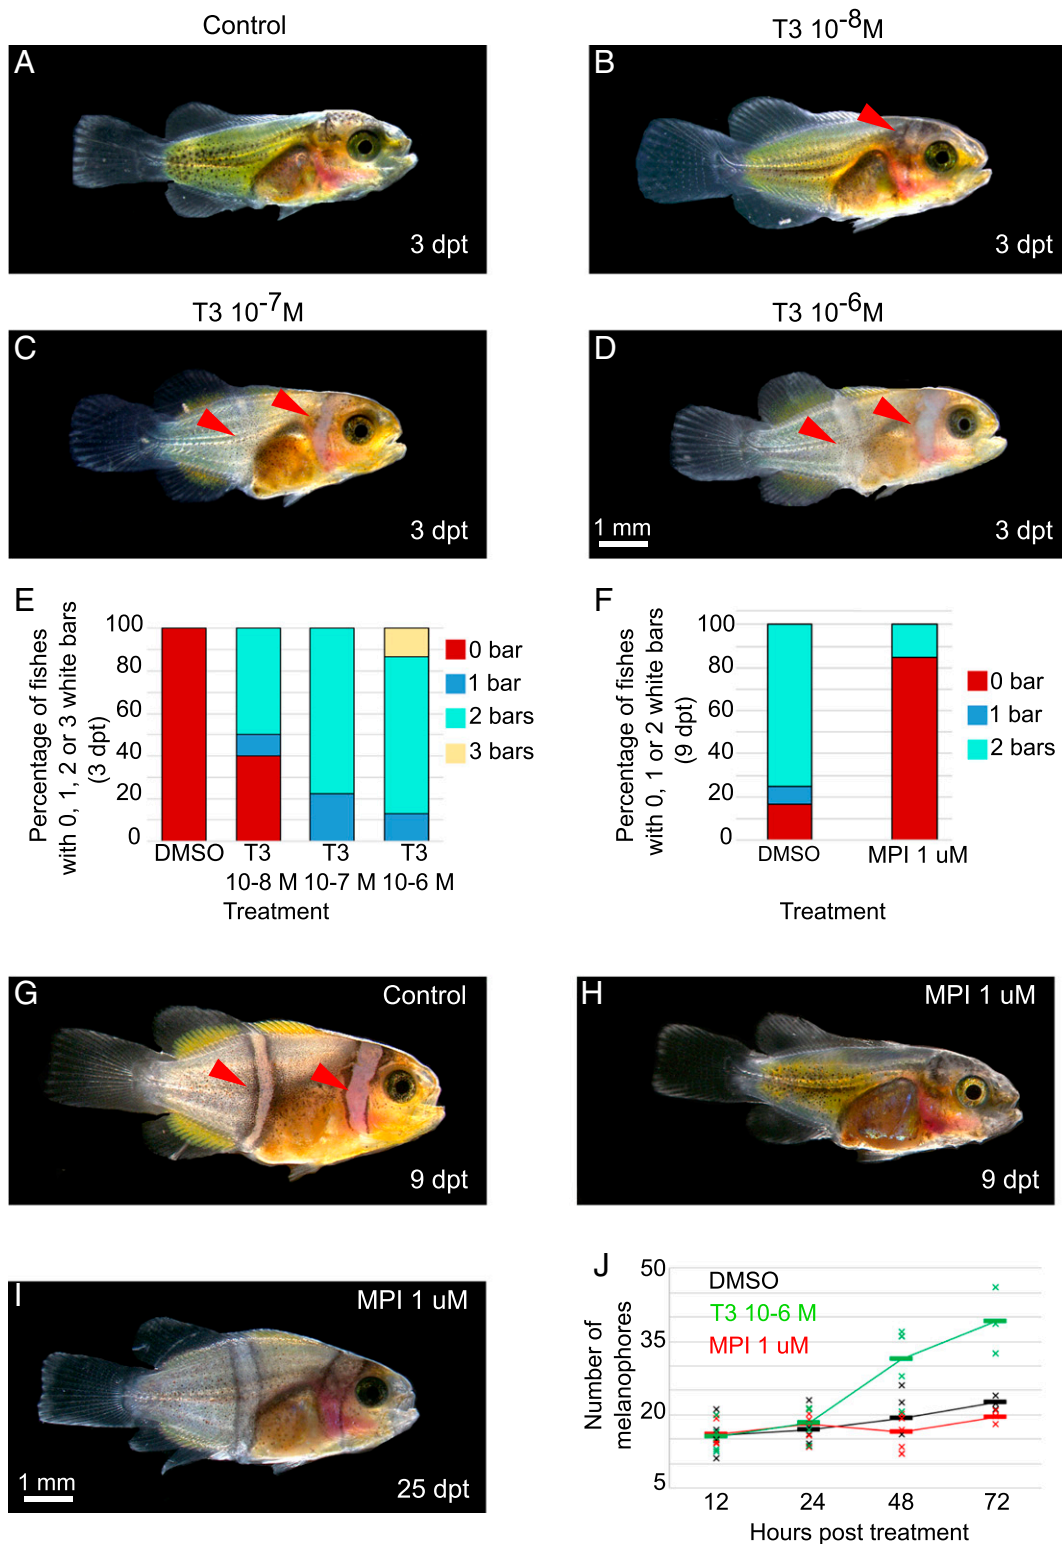 Control
T3 10-8M
A
3 dpt
B
3 dpt
T3 10-7M
T3 10-6M
C
3 dpt
D
1 mm
3 dpt
E
Percentage of fishes
with 0, 1, 2 or 3 white bars
(3 dpt)
100
80
60
40
20
0
DMSO
T3
10-8 M
T3
10-7 M
T3
10-6 M
Treatment
0 bar
1 bar
2 bars
3 bars
F
Percentage of fishes
with 0, 1 or 2 white bars
(9 dpt)
100
80
60
40
20
0
DMSO
MPI 1 uM
Treatment
0 bar
1 bar
2 bars
G
Control
9 dpt
H
MPI 1 uM
9 dpt
I
MPI 1 uM
1 mm
25 dpt
J
Number of
melanophores
50
35
20
5
DMSO
T3 10-6 M
MPI 1 uM
12
24
48
72
Hours post treatment